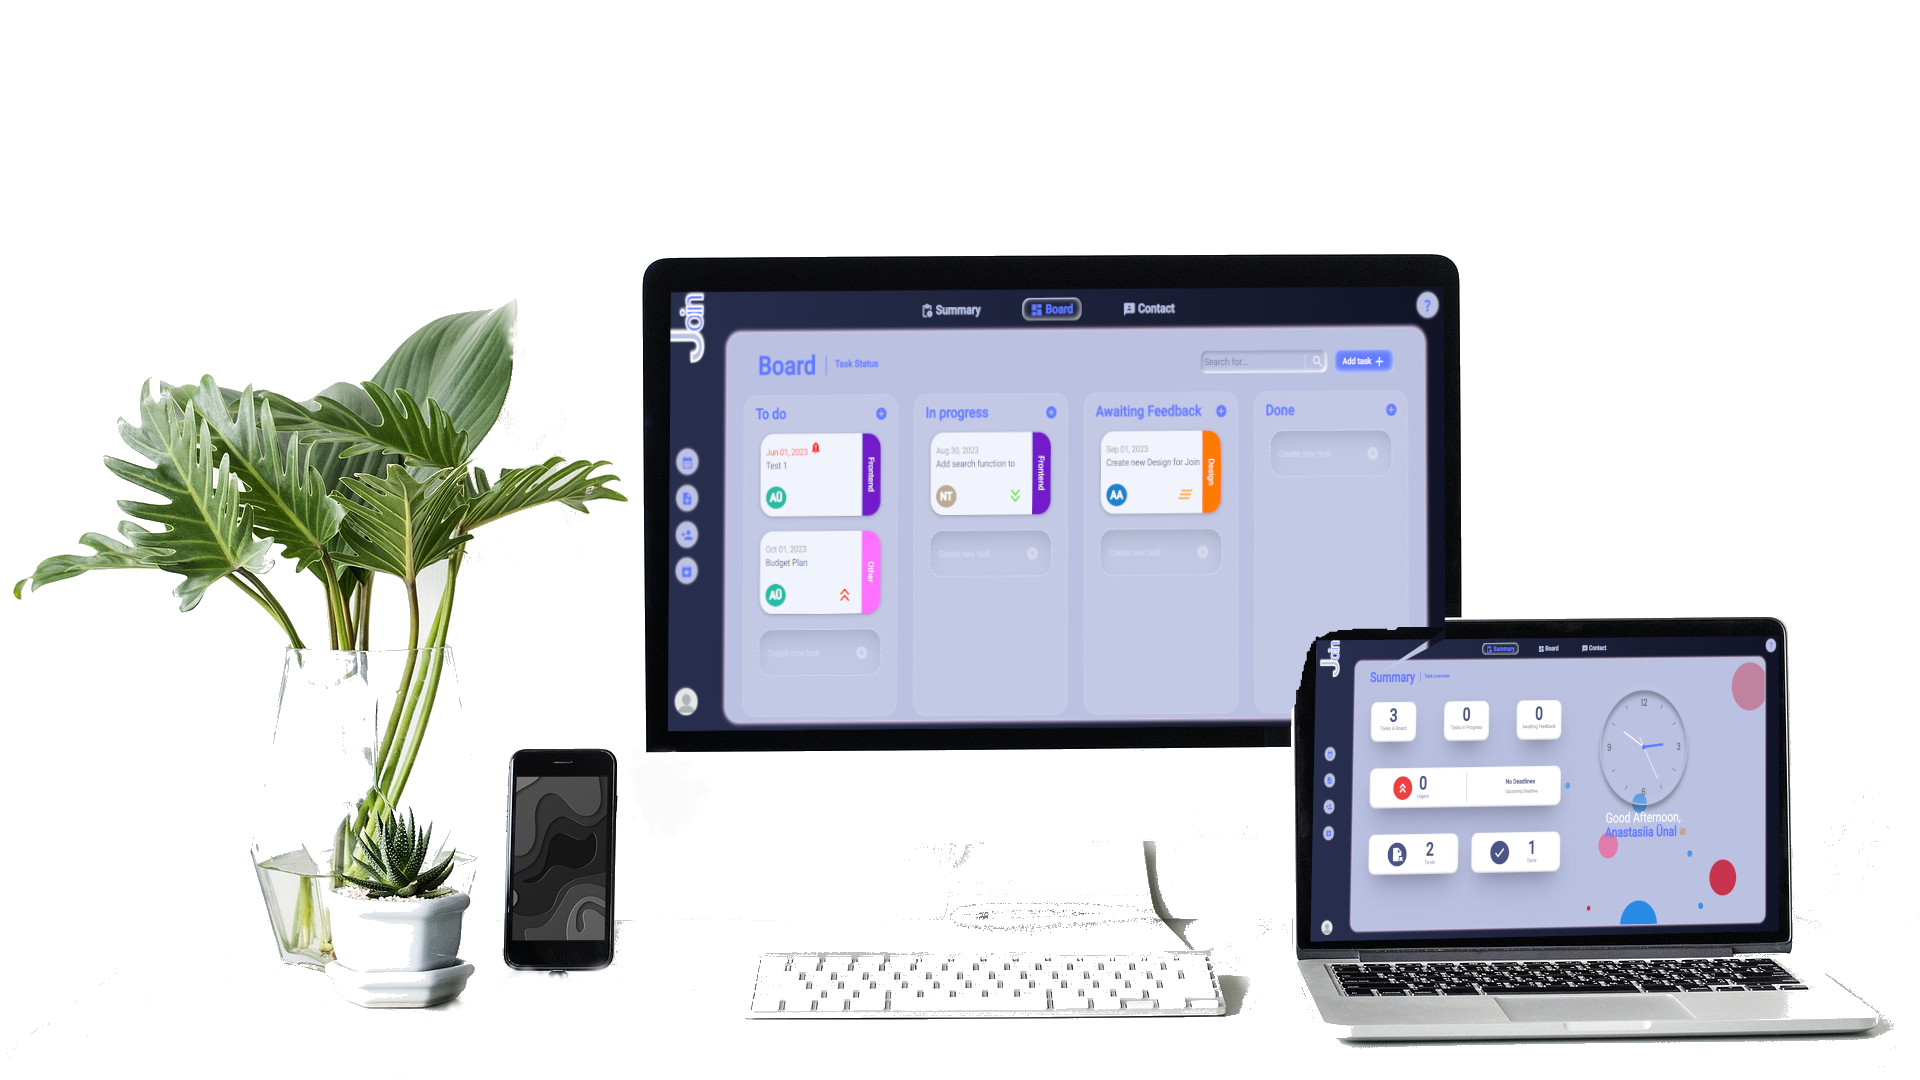 Join
Summary
Board
Contact
?
Board
Task Status
Search for...
Add task +
To do
In progress
Awaiting Feedback
Done
Jun 01, 2023
Test 1
AÜ
Frontend
Aug 30, 2023
Add search function to
NT
Frontend
Sep 01, 2023
Create new Design for Join
AA
Design
Create new task
Oct 01, 2023
Budget Plan
AÜ
Other
Create new task
Create new task
Create new task
Join
Summary
Board
Contact
Summary
Task overview
3
Tasks in Board
0
Tasks in Progress
0
Awaiting Feedback
0
Urgent
No Deadlines
Upcoming Deadline
2
To-do
1
Done
12
3
6
9
Good Afternoon,
Anastasiia Ünal